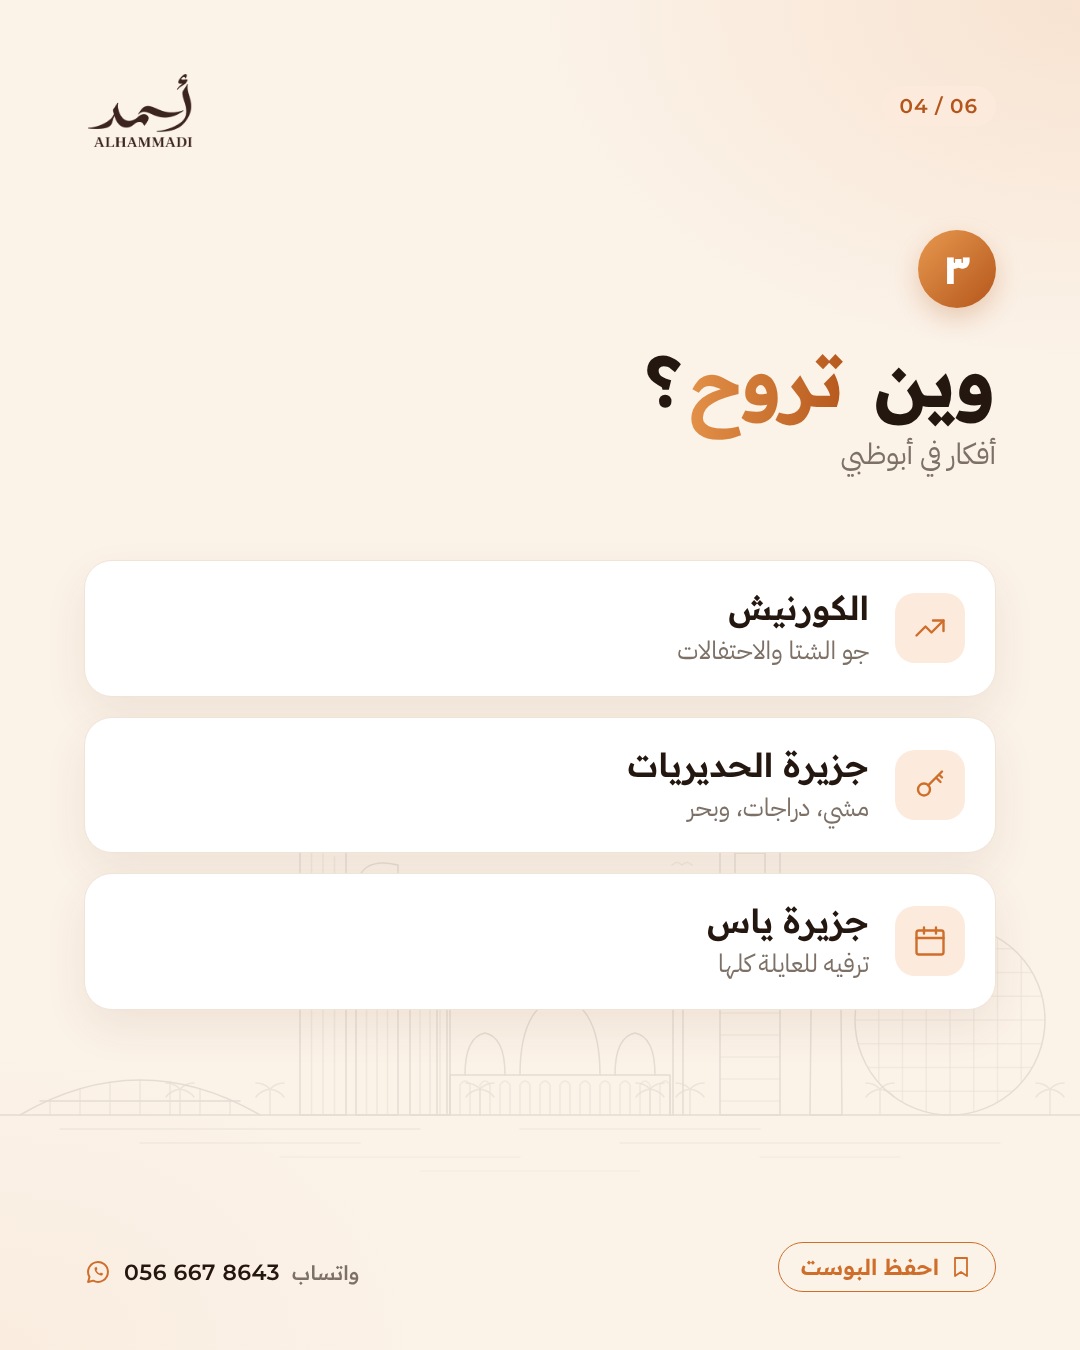 أحمد
ALHAMMADI
04 / 06
٣
وين تروح؟
أفكار في أبوظبي
الكورنيش
جو الشتا والاحتفالات
جزيرة الحديريات
مشي، دراجات، وبحر
جزيرة ياس
ترفيه للعايلة كلها
احفظ البوست
واتساب 056 667 8643